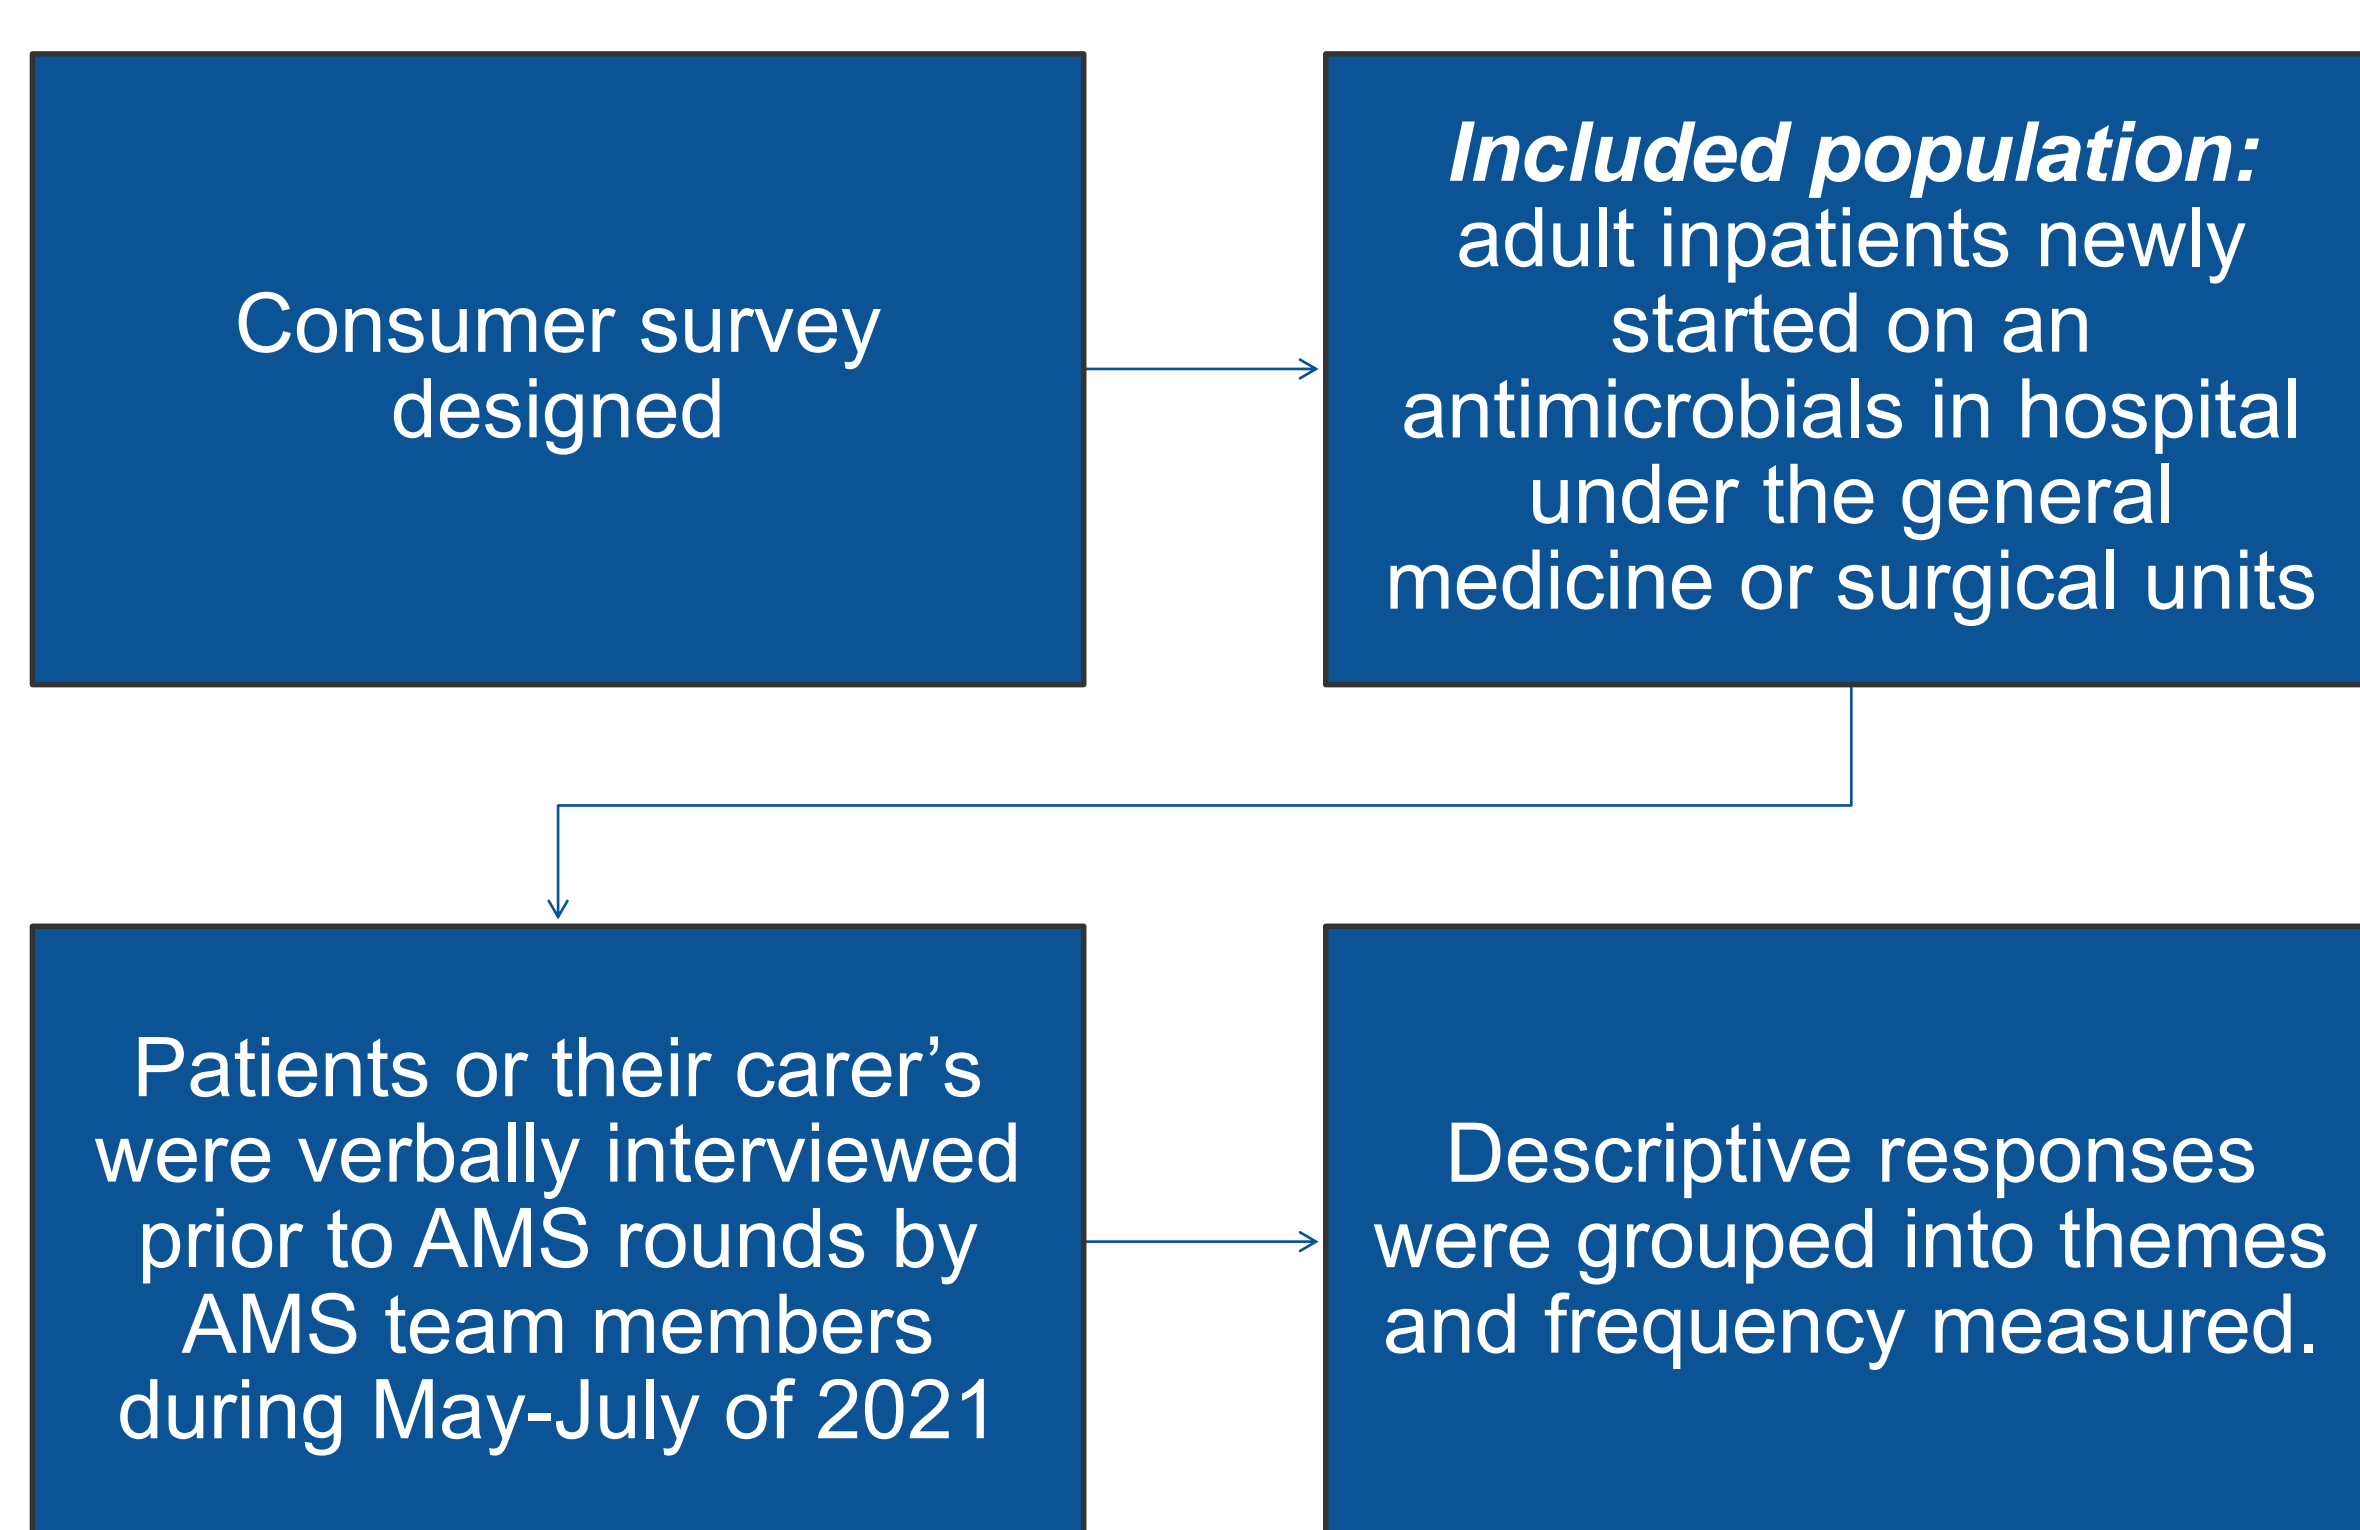 Consumer survey
designed
Included population:
adult inpatients newly
started on an
antimicrobials in hospital
under the general
medicine or surgical units
Patients or their carer’s
were verbally interviewed
prior to AMS rounds by
AMS team members
during May-July of 2021
Descriptive responses
were grouped into themes
and frequency measured.